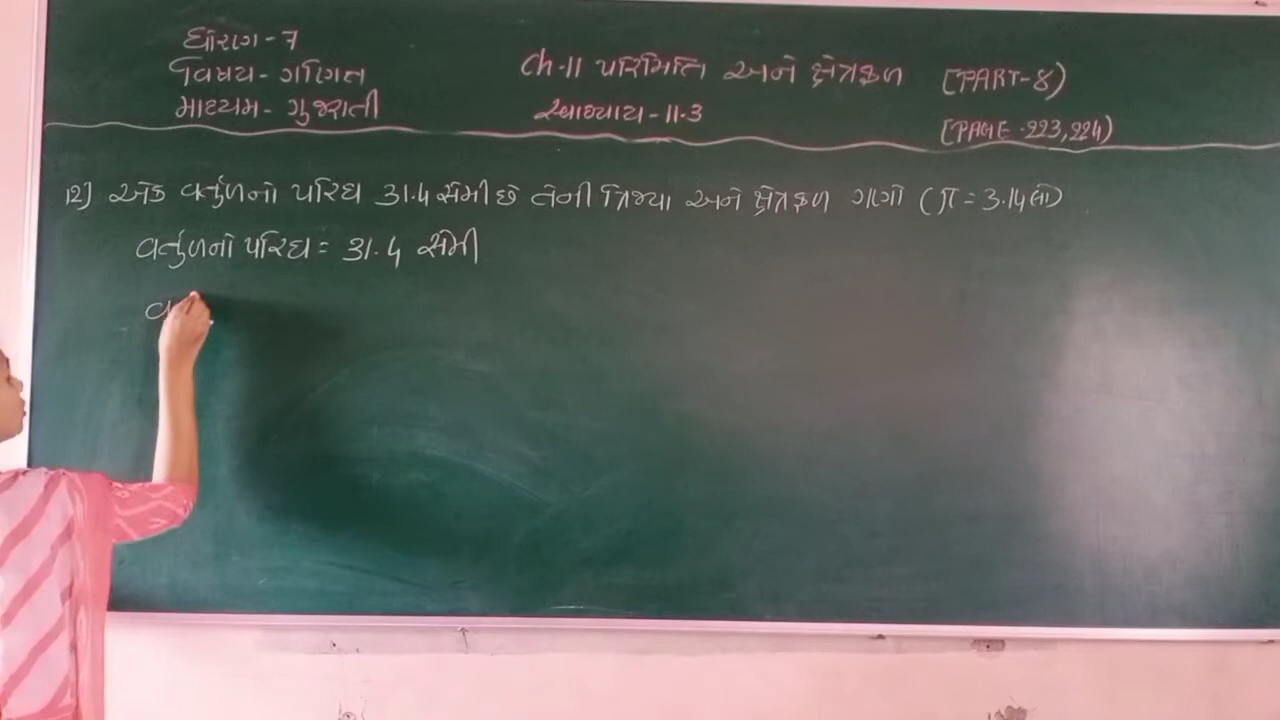 ધોરણ - 7
વિષય - ગણિત
માધ્યમ - ગુજરાતી
Ch-11 પરિમિતિ અને ક્ષેત્રફળ [PART-8)
સ્વાધ્યાય - 11.3
[PAGE-223,224)
12] એક વર્તુળનો પરિઘ 31.4 સેમી છે તેની ત્રિજ્યા અને ક્ષેત્રફળ ગણો (π = 3.14 લો)
વર્તુળનો પરિઘ = 31.4 સેમી
વ